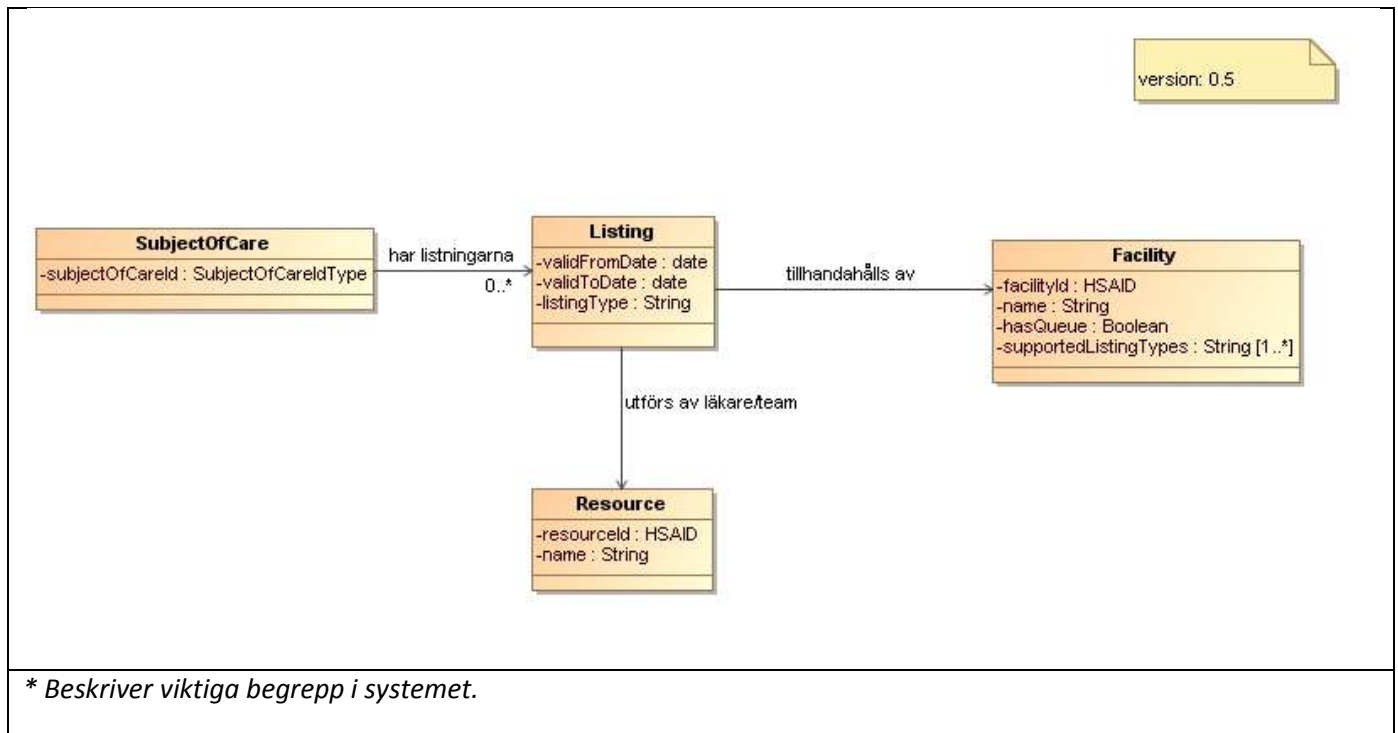 version: 0.5
SubjectOfCare
-subjectOfCareId : SubjectOfCareIdType
har listningarna
0..*
Listing
-validFromDate : date
-validToDate : date
-listingType : String
tillhandahålls av
Facility
-facilityId : HSAID
-name : String
-hasQueue : Boolean
-supportedListingTypes : String [1..*]
utförs av läkare/team
Resource
-resourceId : HSAID
-name : String
* Beskriver viktiga begrepp i systemet.